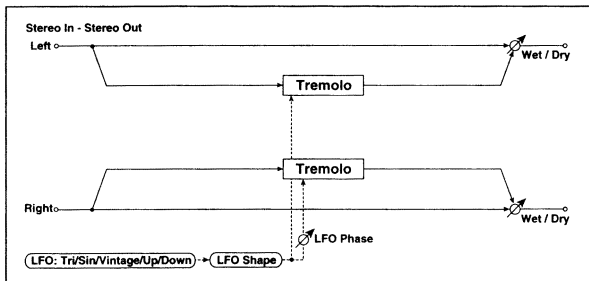 Stereo In - Stereo Out
Left
Wet / Dry
Tremolo
Tremolo
Right
Wet / Dry
LFO Phase
LFO: Tri/Sin/Vintage/Up/Down
LFO Shape